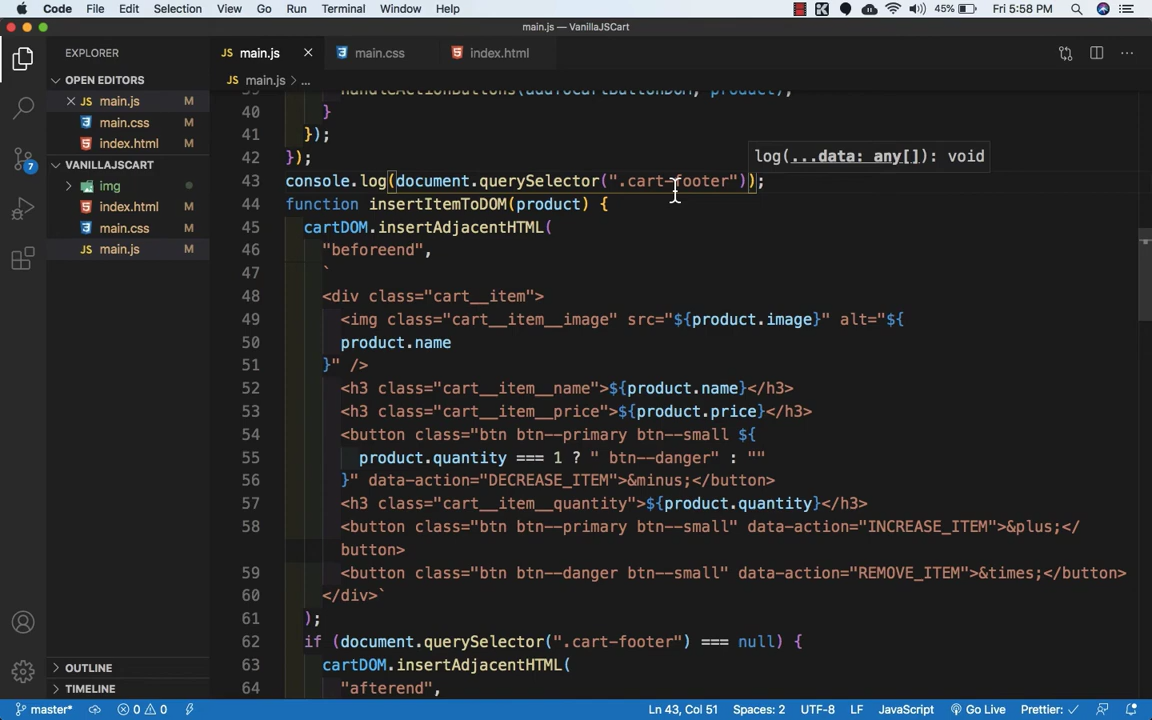 Code File Edit Selection View Go Run Terminal Window Help 45% Fri 5:58 PM
main.js — VanillaJSCart
EXPLORER
OPEN EDITORS
JS main.js M
main.css M
index.html M
VANILLAJSCART
img
index.html M
main.css M
JS main.js M
OUTLINE
TIMELINE
7
JS main.js main.css index.html
JS main.js > ...
39 handleActionButtons(addToCartButtonDOM, product);
40 }
41 });
42 });
log(...data: any[]): void
43 console.log(document.querySelector(".cart-footer"));
44 function insertItemToDOM(product) {
45 cartDOM.insertAdjacentHTML(
46 "beforeend",
47 `
48 <div class="cart__item">
49 <img class="cart__item__image" src="${product.image}" alt="${
50 product.name
51 }" />
52 <h3 class="cart__item__name">${product.name}</h3>
53 <h3 class="cart__item__price">${product.price}</h3>
54 <button class="btn btn--primary btn--small ${
55 product.quantity === 1 ? " btn--danger" : ""
56 }" data-action="DECREASE_ITEM">&minus;</button>
57 <h3 class="cart__item__quantity">${product.quantity}</h3>
58 <button class="btn btn--primary btn--small" data-action="INCREASE_ITEM">&plus;</
button>
59 <button class="btn btn--danger btn--small" data-action="REMOVE_ITEM">&times;</button>
60 </div>`
61 );
62 if (document.querySelector(".cart-footer") === null) {
63 cartDOM.insertAdjacentHTML(
64 "afterend",
master* 0 0 Ln 43, Col 51 Spaces: 2 UTF-8 LF JavaScript Go Live Prettier: ✓